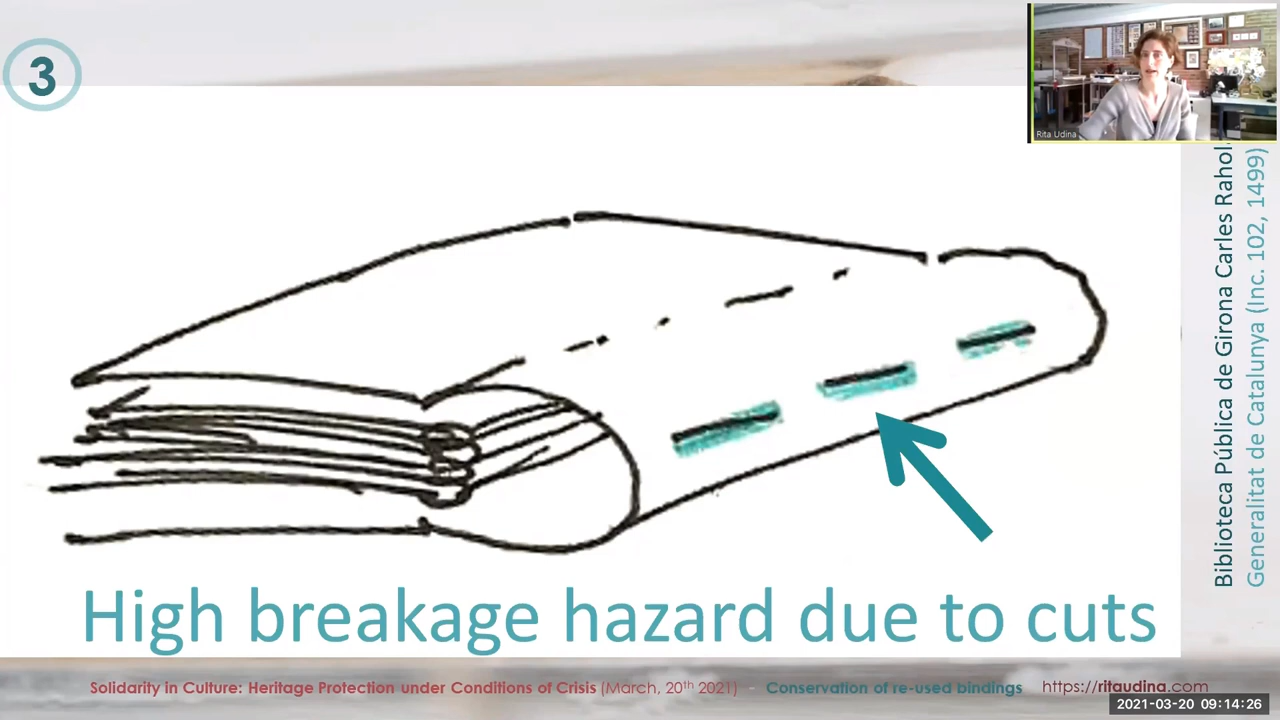 3
Rita Udina
Biblioteca Pública de Girona Carles Rahol
Generalitat de Catalunya (Inc. 102, 1499)
High breakage hazard due to cuts
Solidarity in Culture: Heritage Protection under Conditions of Crisis (March, 20th 2021) - Conservation of re-used bindings https://ritaudina.com
2021-03-20 09:14:26